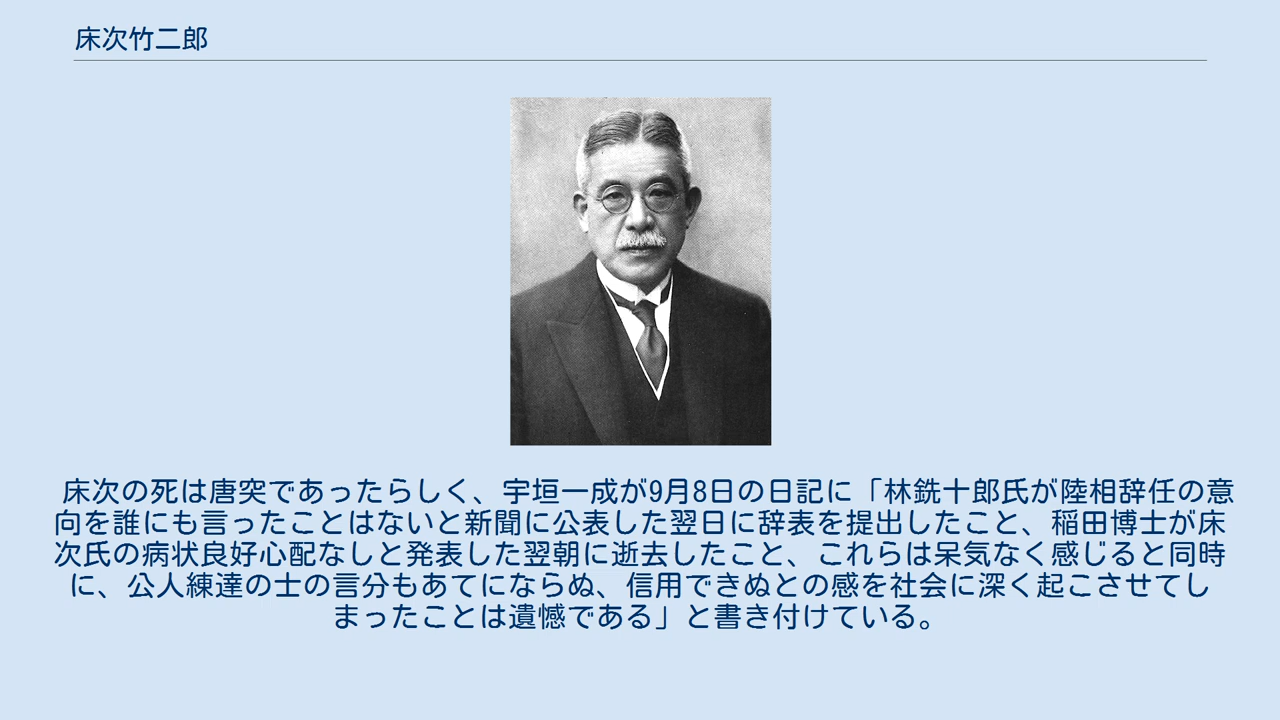 床次竹二郎
床次の死は唐突であったらしく、宇垣一成が9月8日の日記に「林銑十郎氏が陸相辞任の意
向を誰にも言ったことはないと新聞に公表した翌日に辞表を提出したこと、稲田博士が床
次氏の病状良好心配なしと発表した翌朝に逝去したこと、これらは呆気なく感じると同時
に、公人練達の士の言分もあてにならぬ、信用できぬとの感を社会に深く起こさせてし
まったことは遺憾である」と書き付けている。